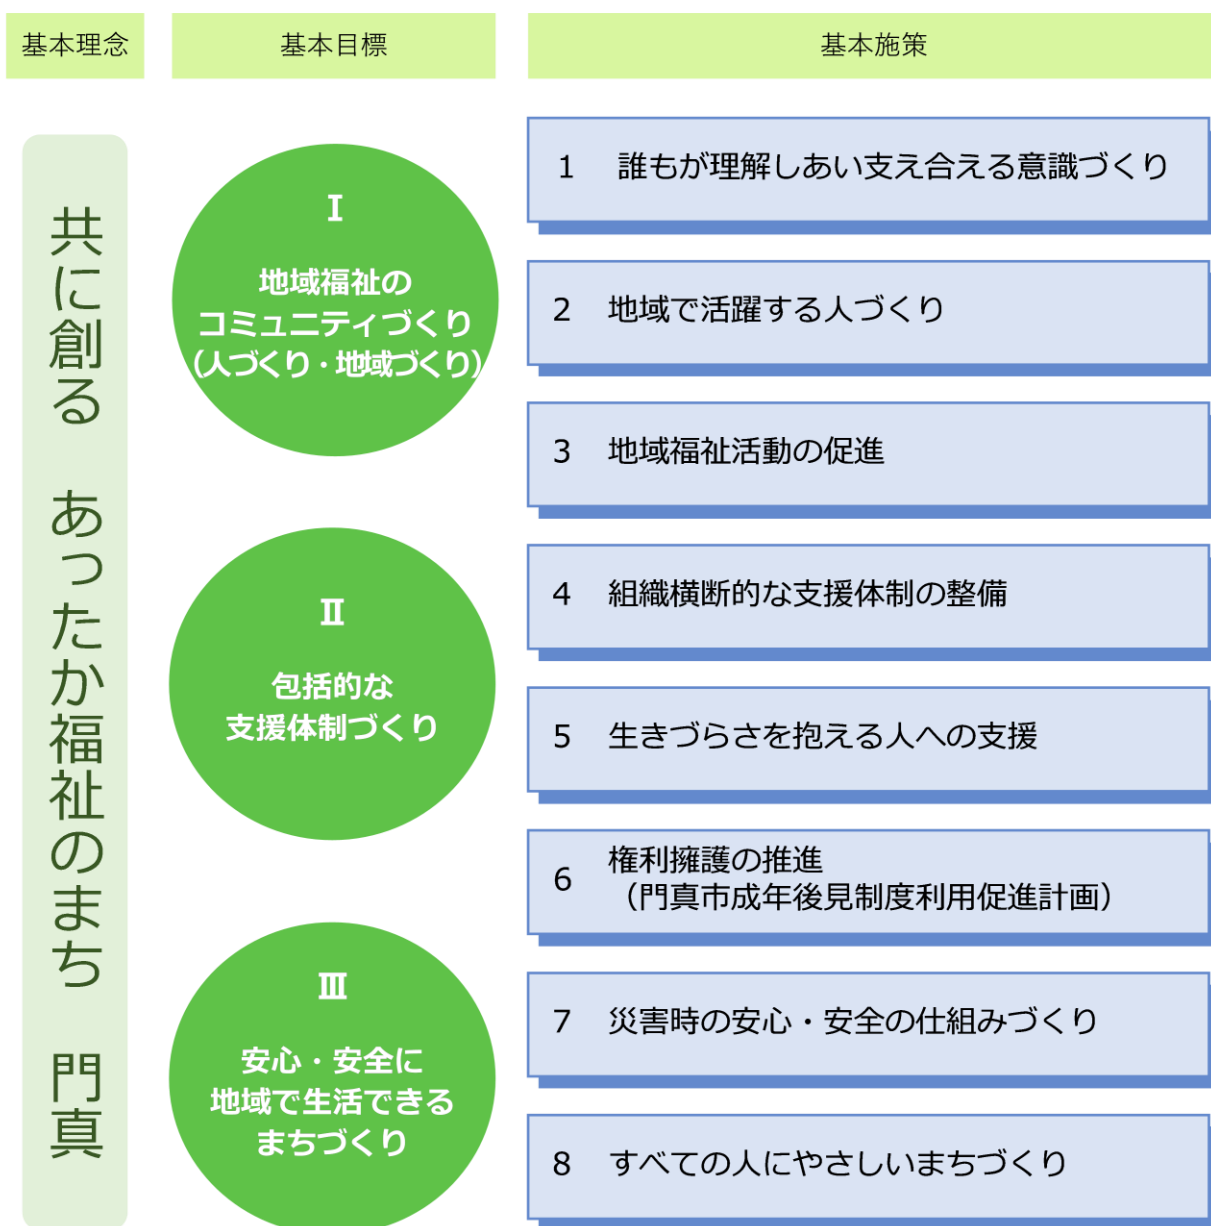 基本理念
基本目標
基本施策
共に創る　あったか福祉のまち　門真
Ⅰ
地域福祉の
コミュニティづくり
（人づくり・地域づくり）
Ⅱ
包括的な
支援体制づくり
Ⅲ
安心・安全に
地域で生活できる
まちづくり
1　誰もが理解しあい支え合える意識づくり
2　地域で活躍する人づくり
3　地域福祉活動の促進
4　組織横断的な支援体制の整備
5　生きづらさを抱える人への支援
6　権利擁護の推進
（門真市成年後見制度利用促進計画）
7　災害時の安心・安全の仕組みづくり
8　すべての人にやさしいまちづくり